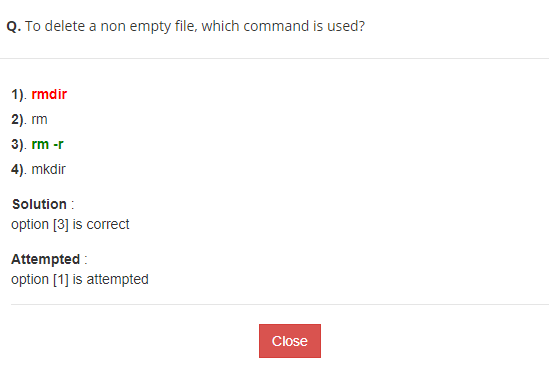 Q. To delete a non empty file, which command is used?
1). rmdir
2). rm
3). rm -r
4). mkdir
Solution :
option [3] is correct
Attempted :
option [1] is attempted
Close